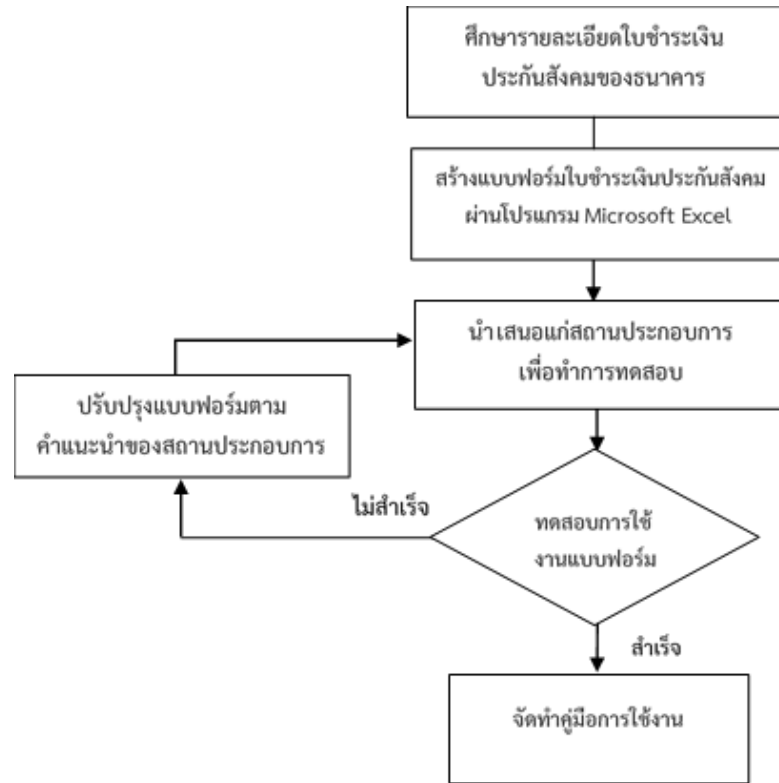 ศึกษารายละเอียดใบชำระเงิน
ประกันสังคมของธนาคาร
สร้างแบบฟอร์มใบชำระเงินประกันสังคม
ผ่านโปรแกรม Microsoft Excel
นำเสนอแก่สถานประกอบการ
เพื่อทำการทดสอบ
ปรับปรุงแบบฟอร์มตาม
คำแนะนำของสถานประกอบการ
ไม่สำเร็จ
ทดสอบการใช้
งานแบบฟอร์ม
สำเร็จ
จัดทำคู่มือการใช้งาน